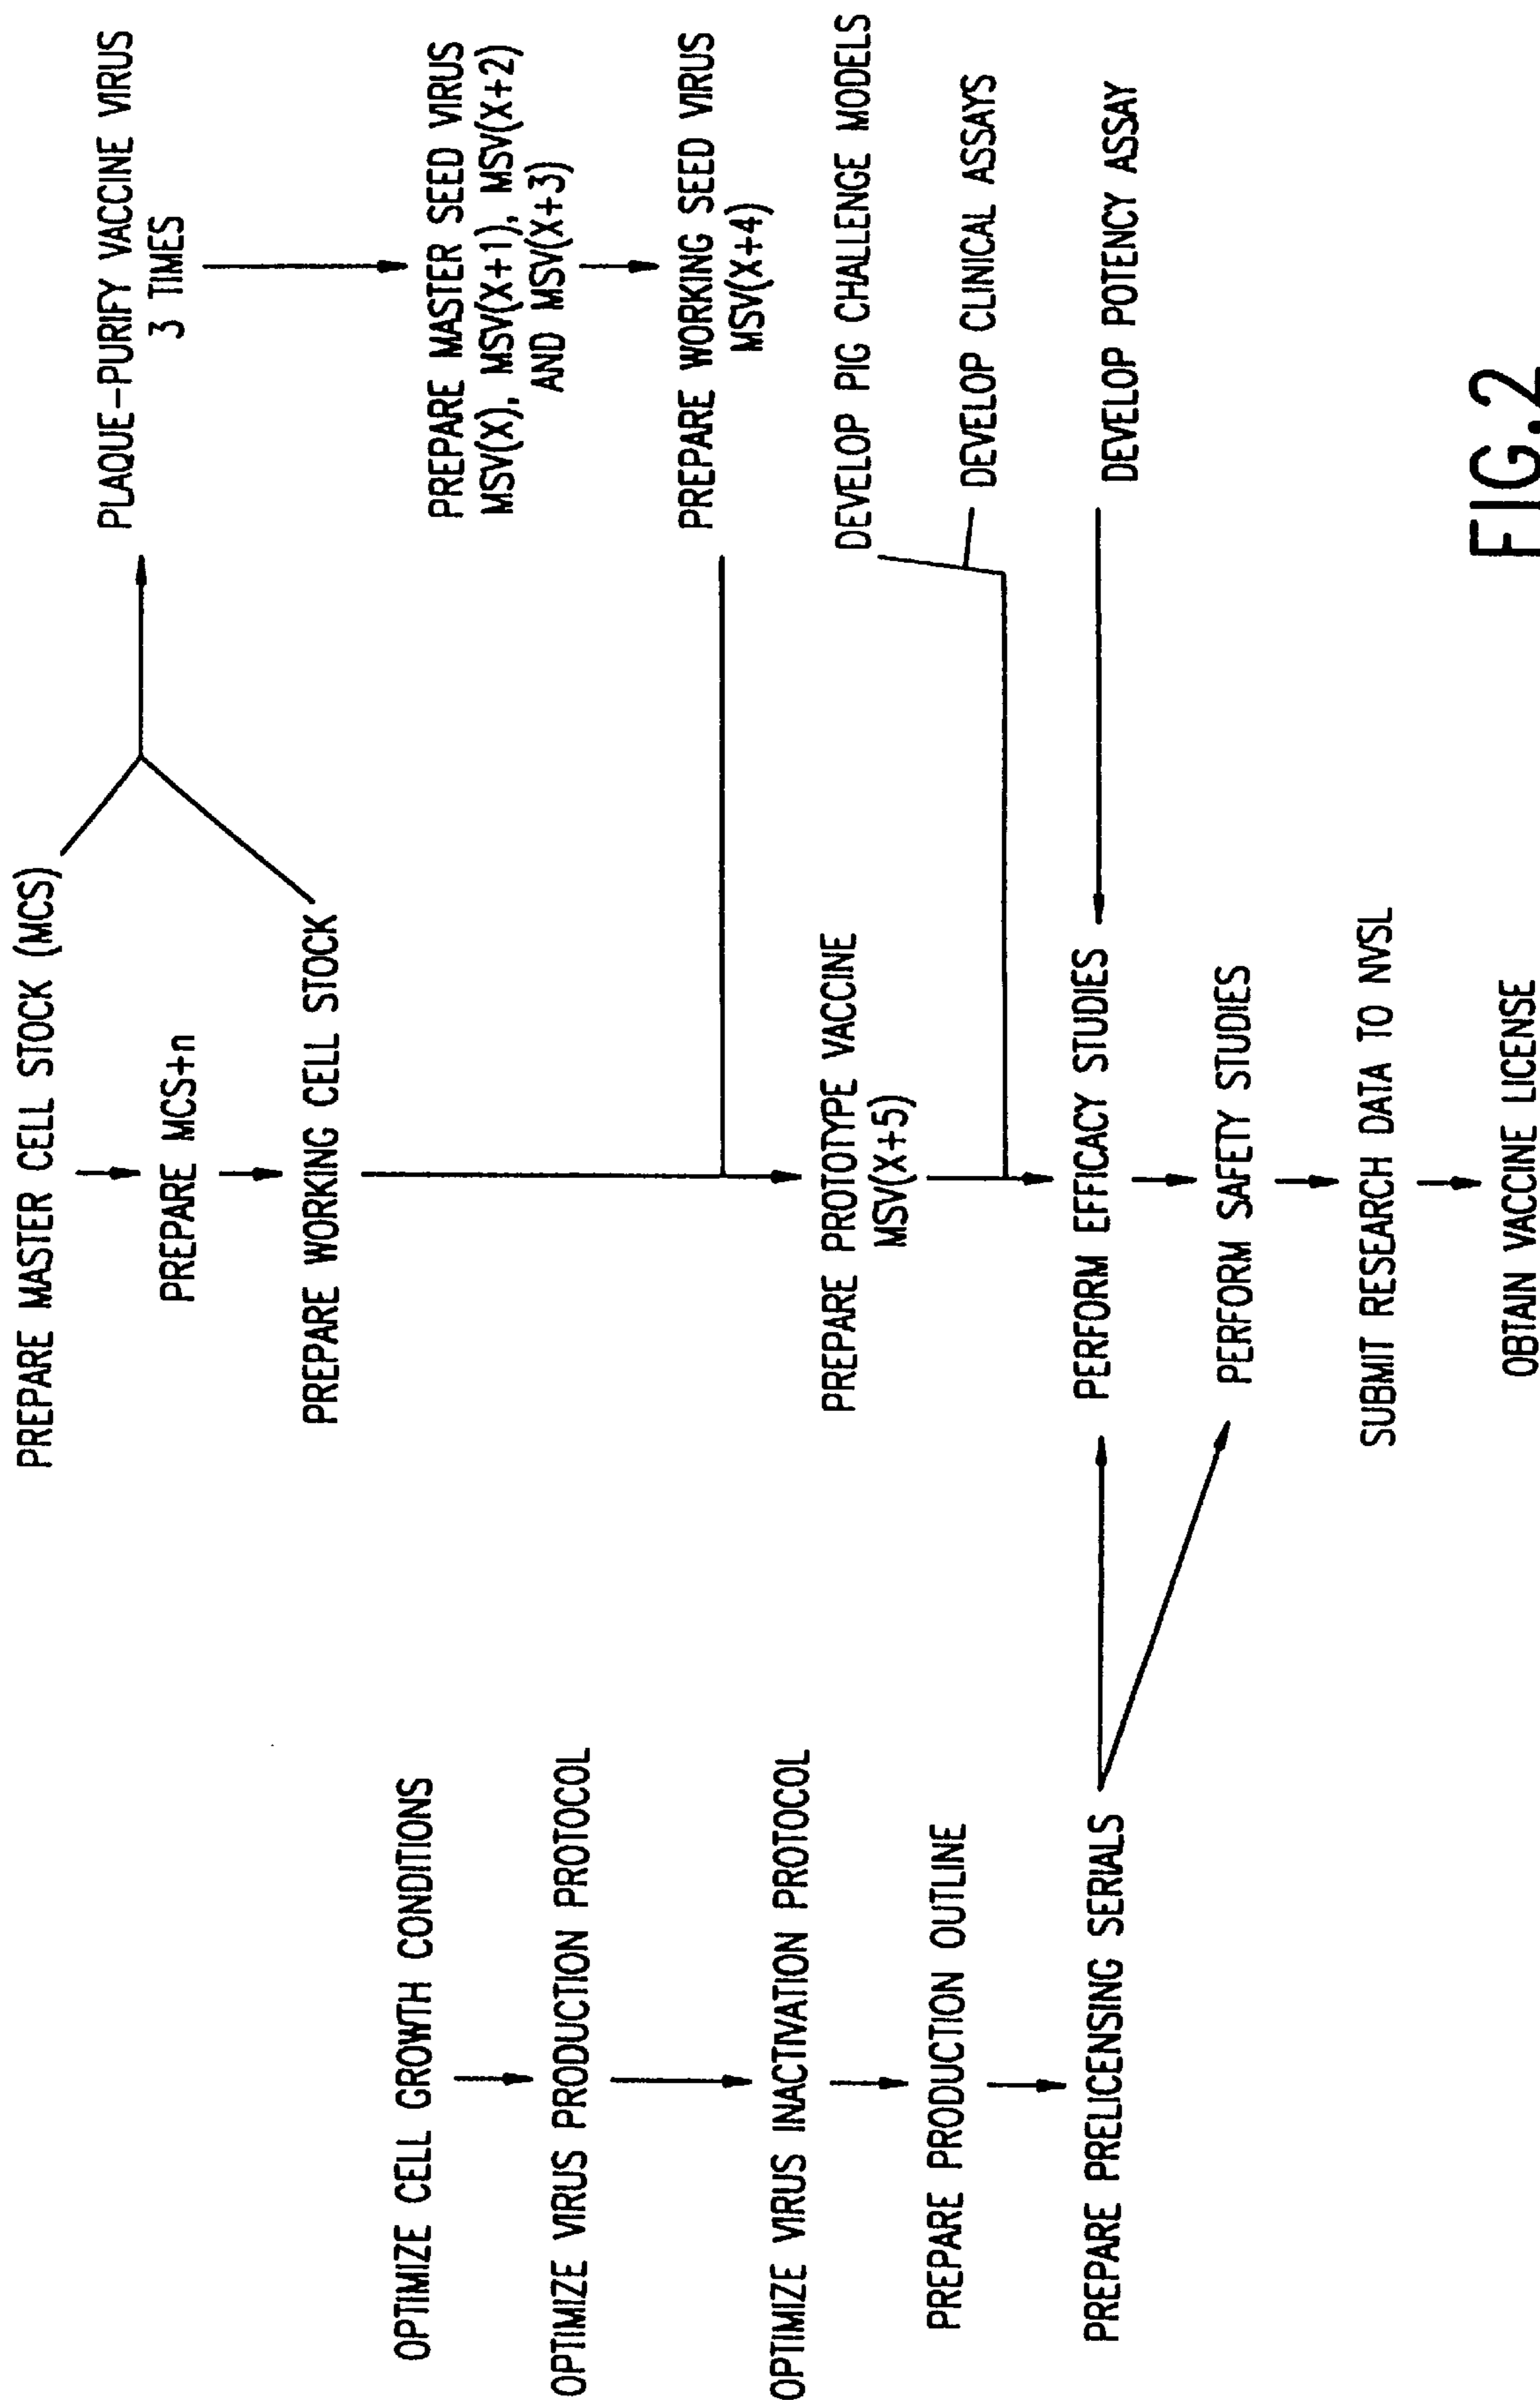 PREPARE MASTER CELL STOCK (MCS)
PREPARE MCS+n
PREPARE WORKING CELL STOCK
PLAQUE-PURIFY VACCINE VIRUS
3 TIMES
PREPARE MASTER SEED VIRUS
MSV(X), MSV(X+1), MSV(X+2)
AND MSV(X+3)
PREPARE WORKING SEED VIRUS
MSV(X+4)
OPTIMIZE CELL GROWTH CONDITIONS
OPTIMIZE VIRUS PRODUCTION PROTOCOL
OPTIMIZE VIRUS INACTIVATION PROTOCOL
PREPARE PRODUCTION OUTLINE
PREPARE PRELICENSING SERIALS
PREPARE PROTOTYPE VACCINE
MSV(X+5)
DEVELOP PIG CHALLENGE MODELS
DEVELOP CLINICAL ASSAYS
DEVELOP POTENCY ASSAY
PERFORM EFFICACY STUDIES
PERFORM SAFETY STUDIES
SUBMIT RESEARCH DATA TO NVSL
OBTAIN VACCINE LICENSE
FIG.2